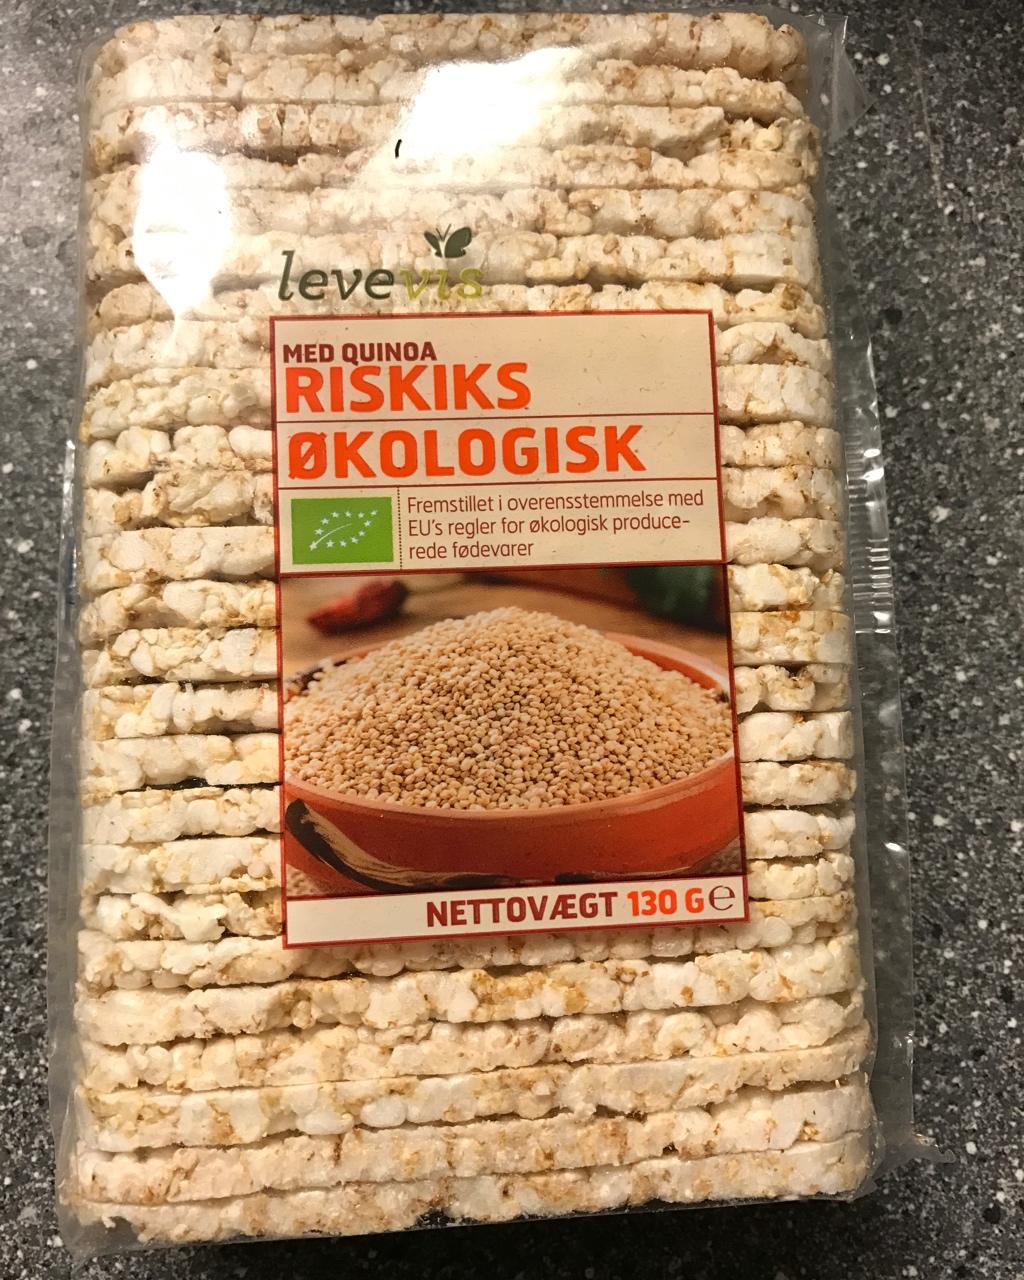 levevis
MED QUINOA
RISKIKS
ØKOLOGISK
Fremstillet i overensstemmelse med
EU's regler for økologisk produce-
rede fødevarer
NETTOVÆGT 130 G ℮